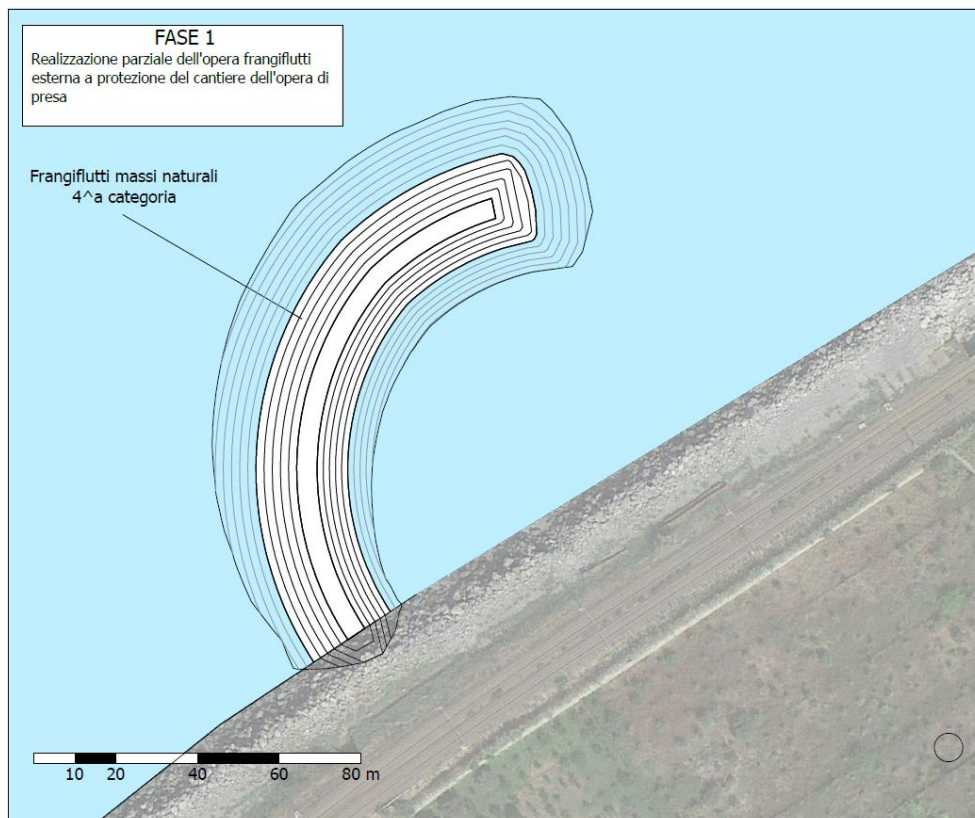 FASE 1
Realizzazione parziale dell'opera frangiflutti
esterna a protezione del cantiere dell'opera di
presa
Frangiflutti massi naturali
4^a categoria
10 20 40 60 80 m